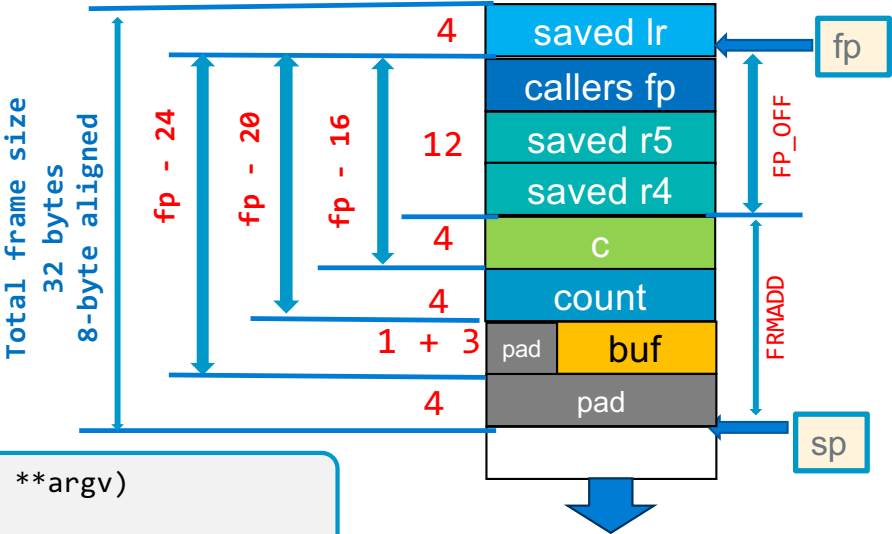 4
saved lr
fp
callers fp
12
saved r5
saved r4
FP_OFF
Total frame size
32 bytes
8-byte aligned
fp - 24
fp - 20
fp - 16
4
c
4
count
1 + 3
pad
buf
FRMADD
4
pad
sp
**argv)